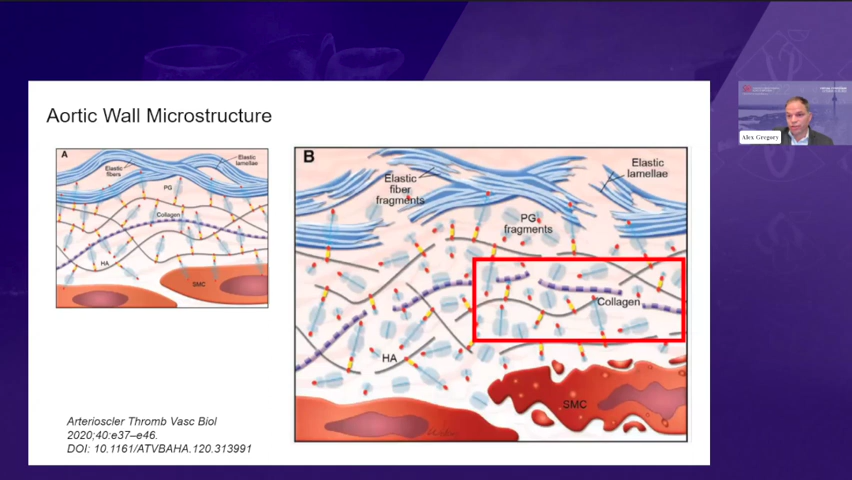 Aortic Wall Microstructure
A
Elastic
fibers
Elastic
lamellae
PG
Collagen
HA
SMC
B
Elastic
fiber
fragments
Elastic
lamellae
PG
fragments
Collagen
HA
SMC
Arterioscler Thromb Vasc Biol
2020;40:e37–e46.
DOI: 10.1161/ATVBAHA.120.313991
Alex Gregory